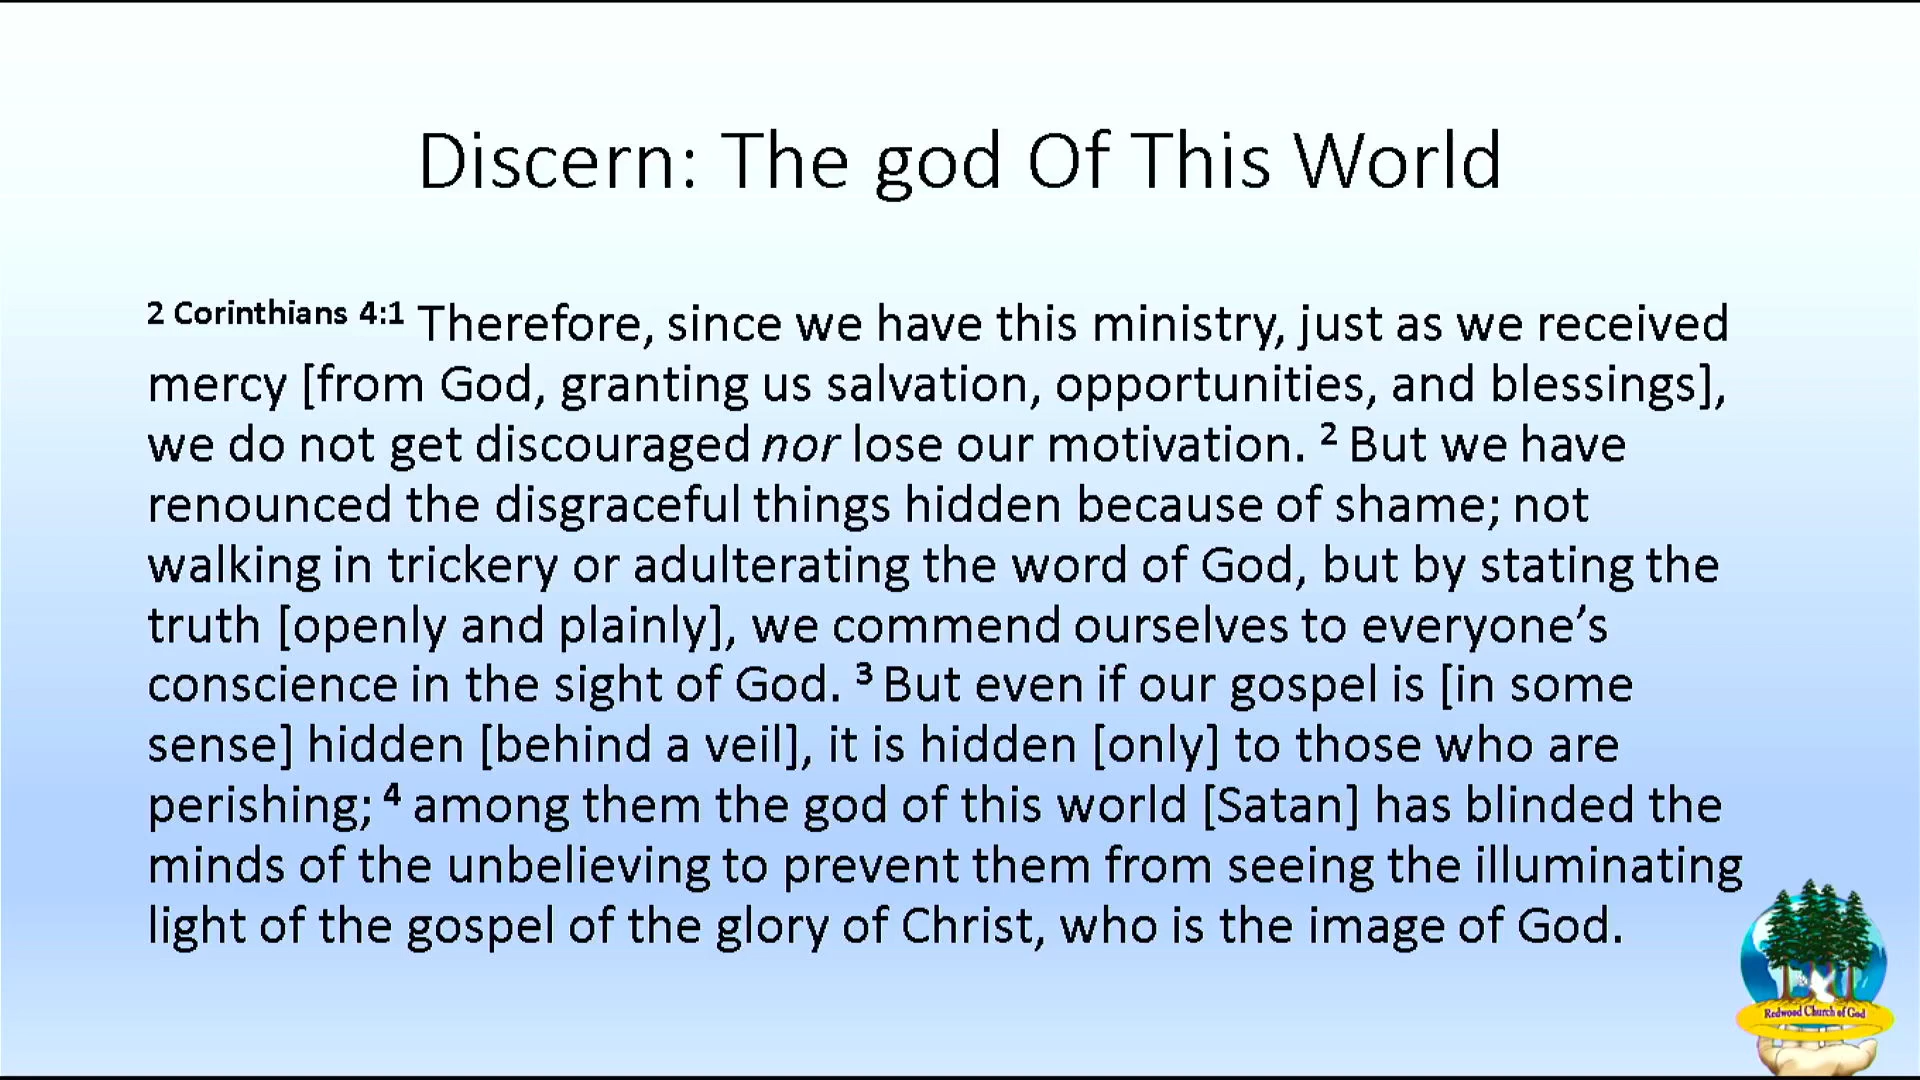 Discern: The god Of This World
2 Corinthians 4:1 Therefore, since we have this ministry, just as we received
mercy [from God, granting us salvation, opportunities, and blessings],
we do not get discouraged nor lose our motivation. 2 But we have
renounced the disgraceful things hidden because of shame; not
walking in trickery or adulterating the word of God, but by stating the
truth [openly and plainly], we commend ourselves to everyone’s
conscience in the sight of God. 3 But even if our gospel is [in some
sense] hidden [behind a veil], it is hidden [only] to those who are
perishing; 4 among them the god of this world [Satan] has blinded the
minds of the unbelieving to prevent them from seeing the illuminating
light of the gospel of the glory of Christ, who is the image of God.
Redwood Church of God